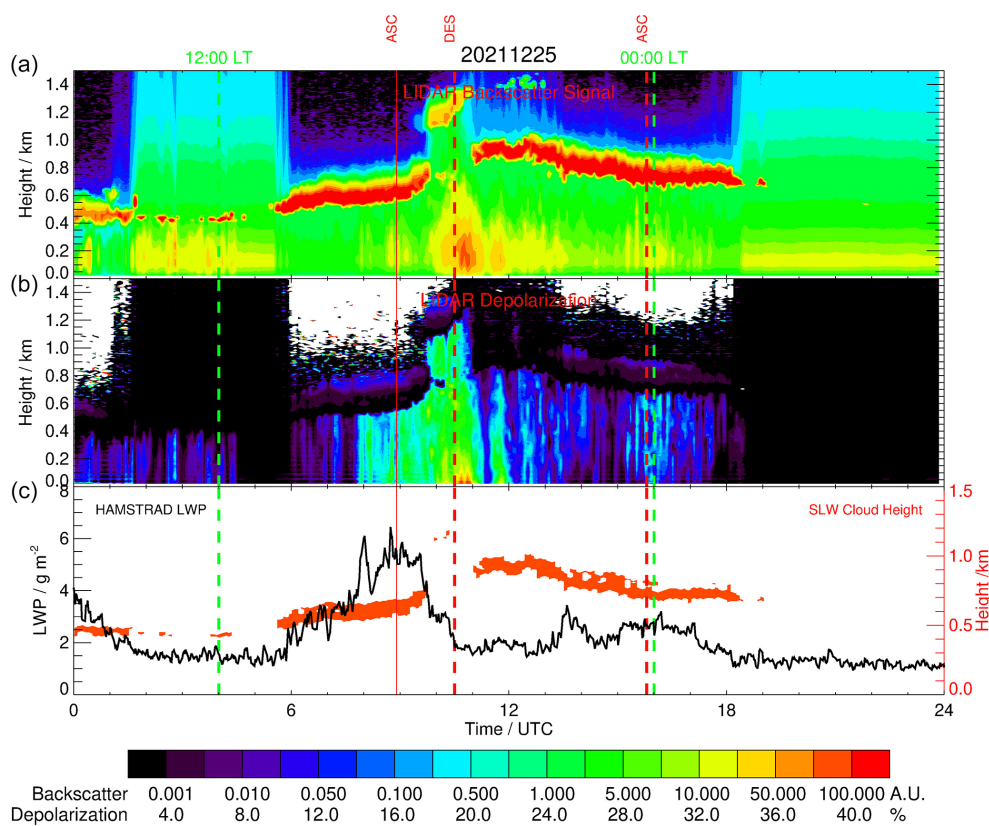 ASC
DES
ASC
(a)
12:00 LT
20211225
00:00 LT
LIDAR Backscatter Signal
Height / km
1.4
1.2
1.0
0.8
0.6
0.4
0.2
0.0
(b)
LIDAR Depolarization
Height / km
1.4
1.2
1.0
0.8
0.6
0.4
0.2
0.0
(c)
HAMSTRAD LWP
SLW Cloud Height
LWP / g m-2
8
6
4
2
0
1.5
1.0
0.5
0.0
Height /km
0 6 12 18 24
Time / UTC
Backscatter 0.001 0.010 0.050 0.100 0.500 1.000 5.000 10.000 50.000 100.000 A.U.
Depolarization 4.0 8.0 12.0 16.0 20.0 24.0 28.0 32.0 36.0 40.0 %